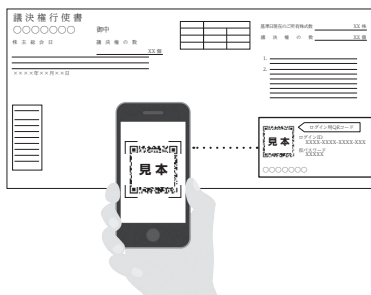 議決権行使書
○○○○○○○ 御中
株主総会日 議決権の数 XX 個
××××年××月××日
基準日現在のご所有株式数 XX 株
議決権の数 XX 個
1.
2.
見本
見本
ログイン用QRコード
ログインID
XXXX-XXXX-XXXX-XXX
仮パスワード
XXXXX
○○○○○○○